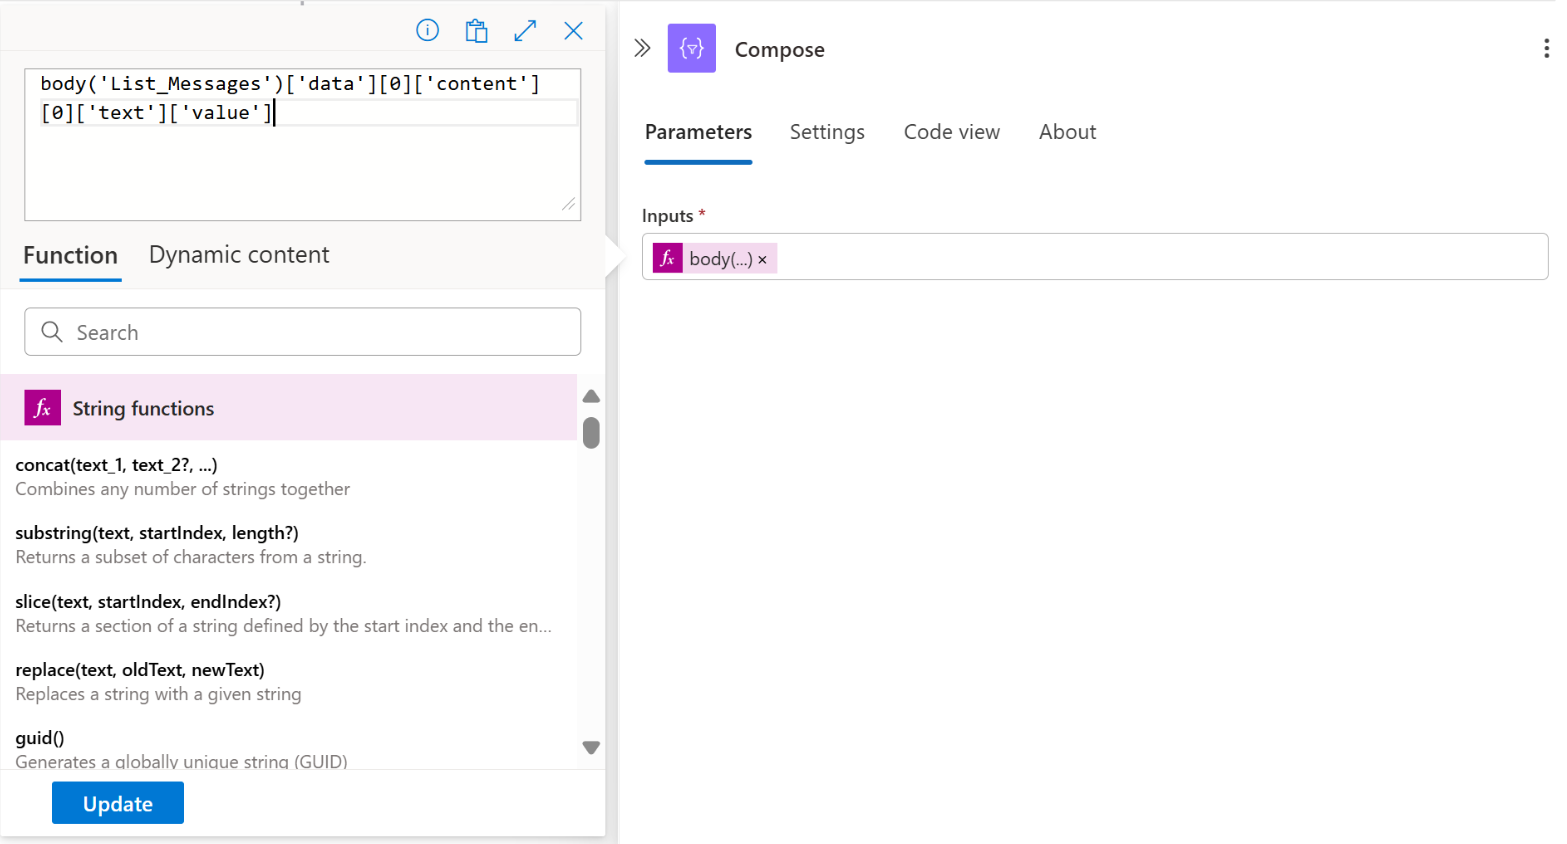 body('List_Messages')['data'][0]['content']
[0]['text']['value']
Function
Dynamic content
Search
fx String functions
concat(text_1, text_2?, ...)
Combines any number of strings together
substring(text, startIndex, length?)
Returns a subset of characters from a string.
slice(text, startIndex, endIndex?)
Returns a section of a string defined by the start index and the en...
replace(text, oldText, newText)
Replaces a string with a given string
guid()
Generates a globally unique string (GUID)
Update
Compose
Parameters
Settings
Code view
About
Inputs *
fx body(...) ×